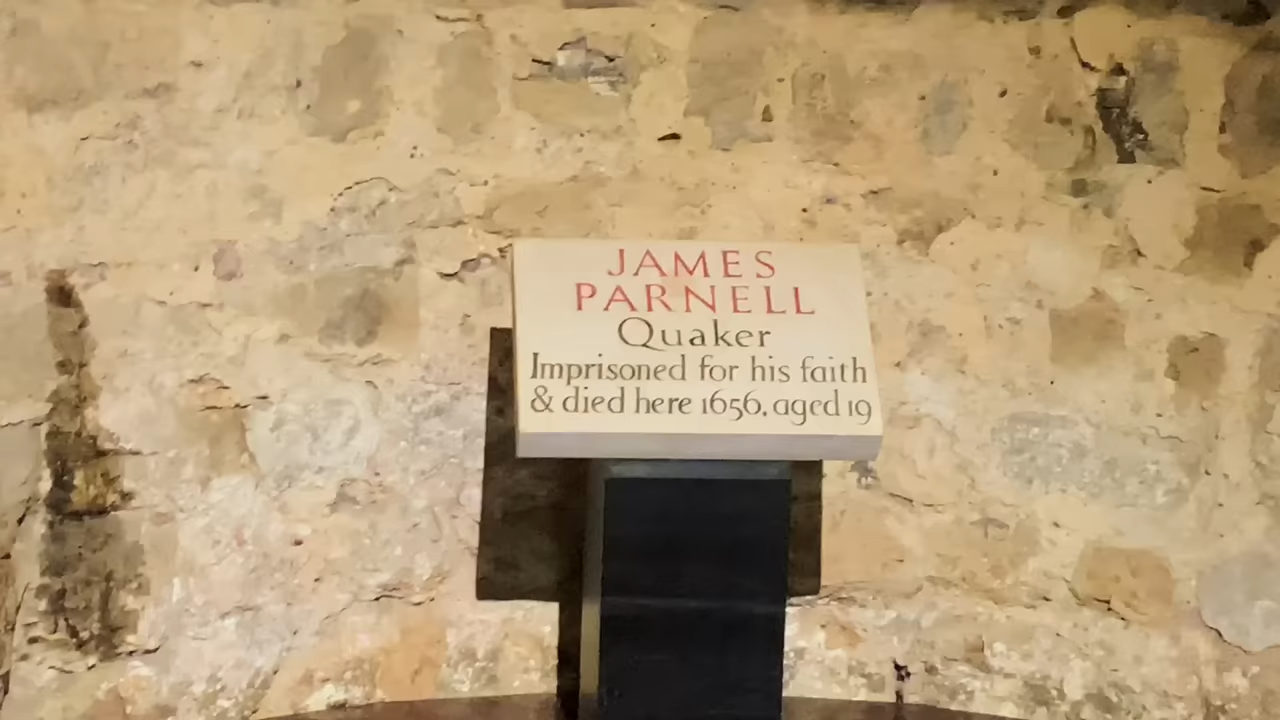 JAMES
PARNELL
Quaker
Imprisoned for his faith
& died here 1656, aged 19